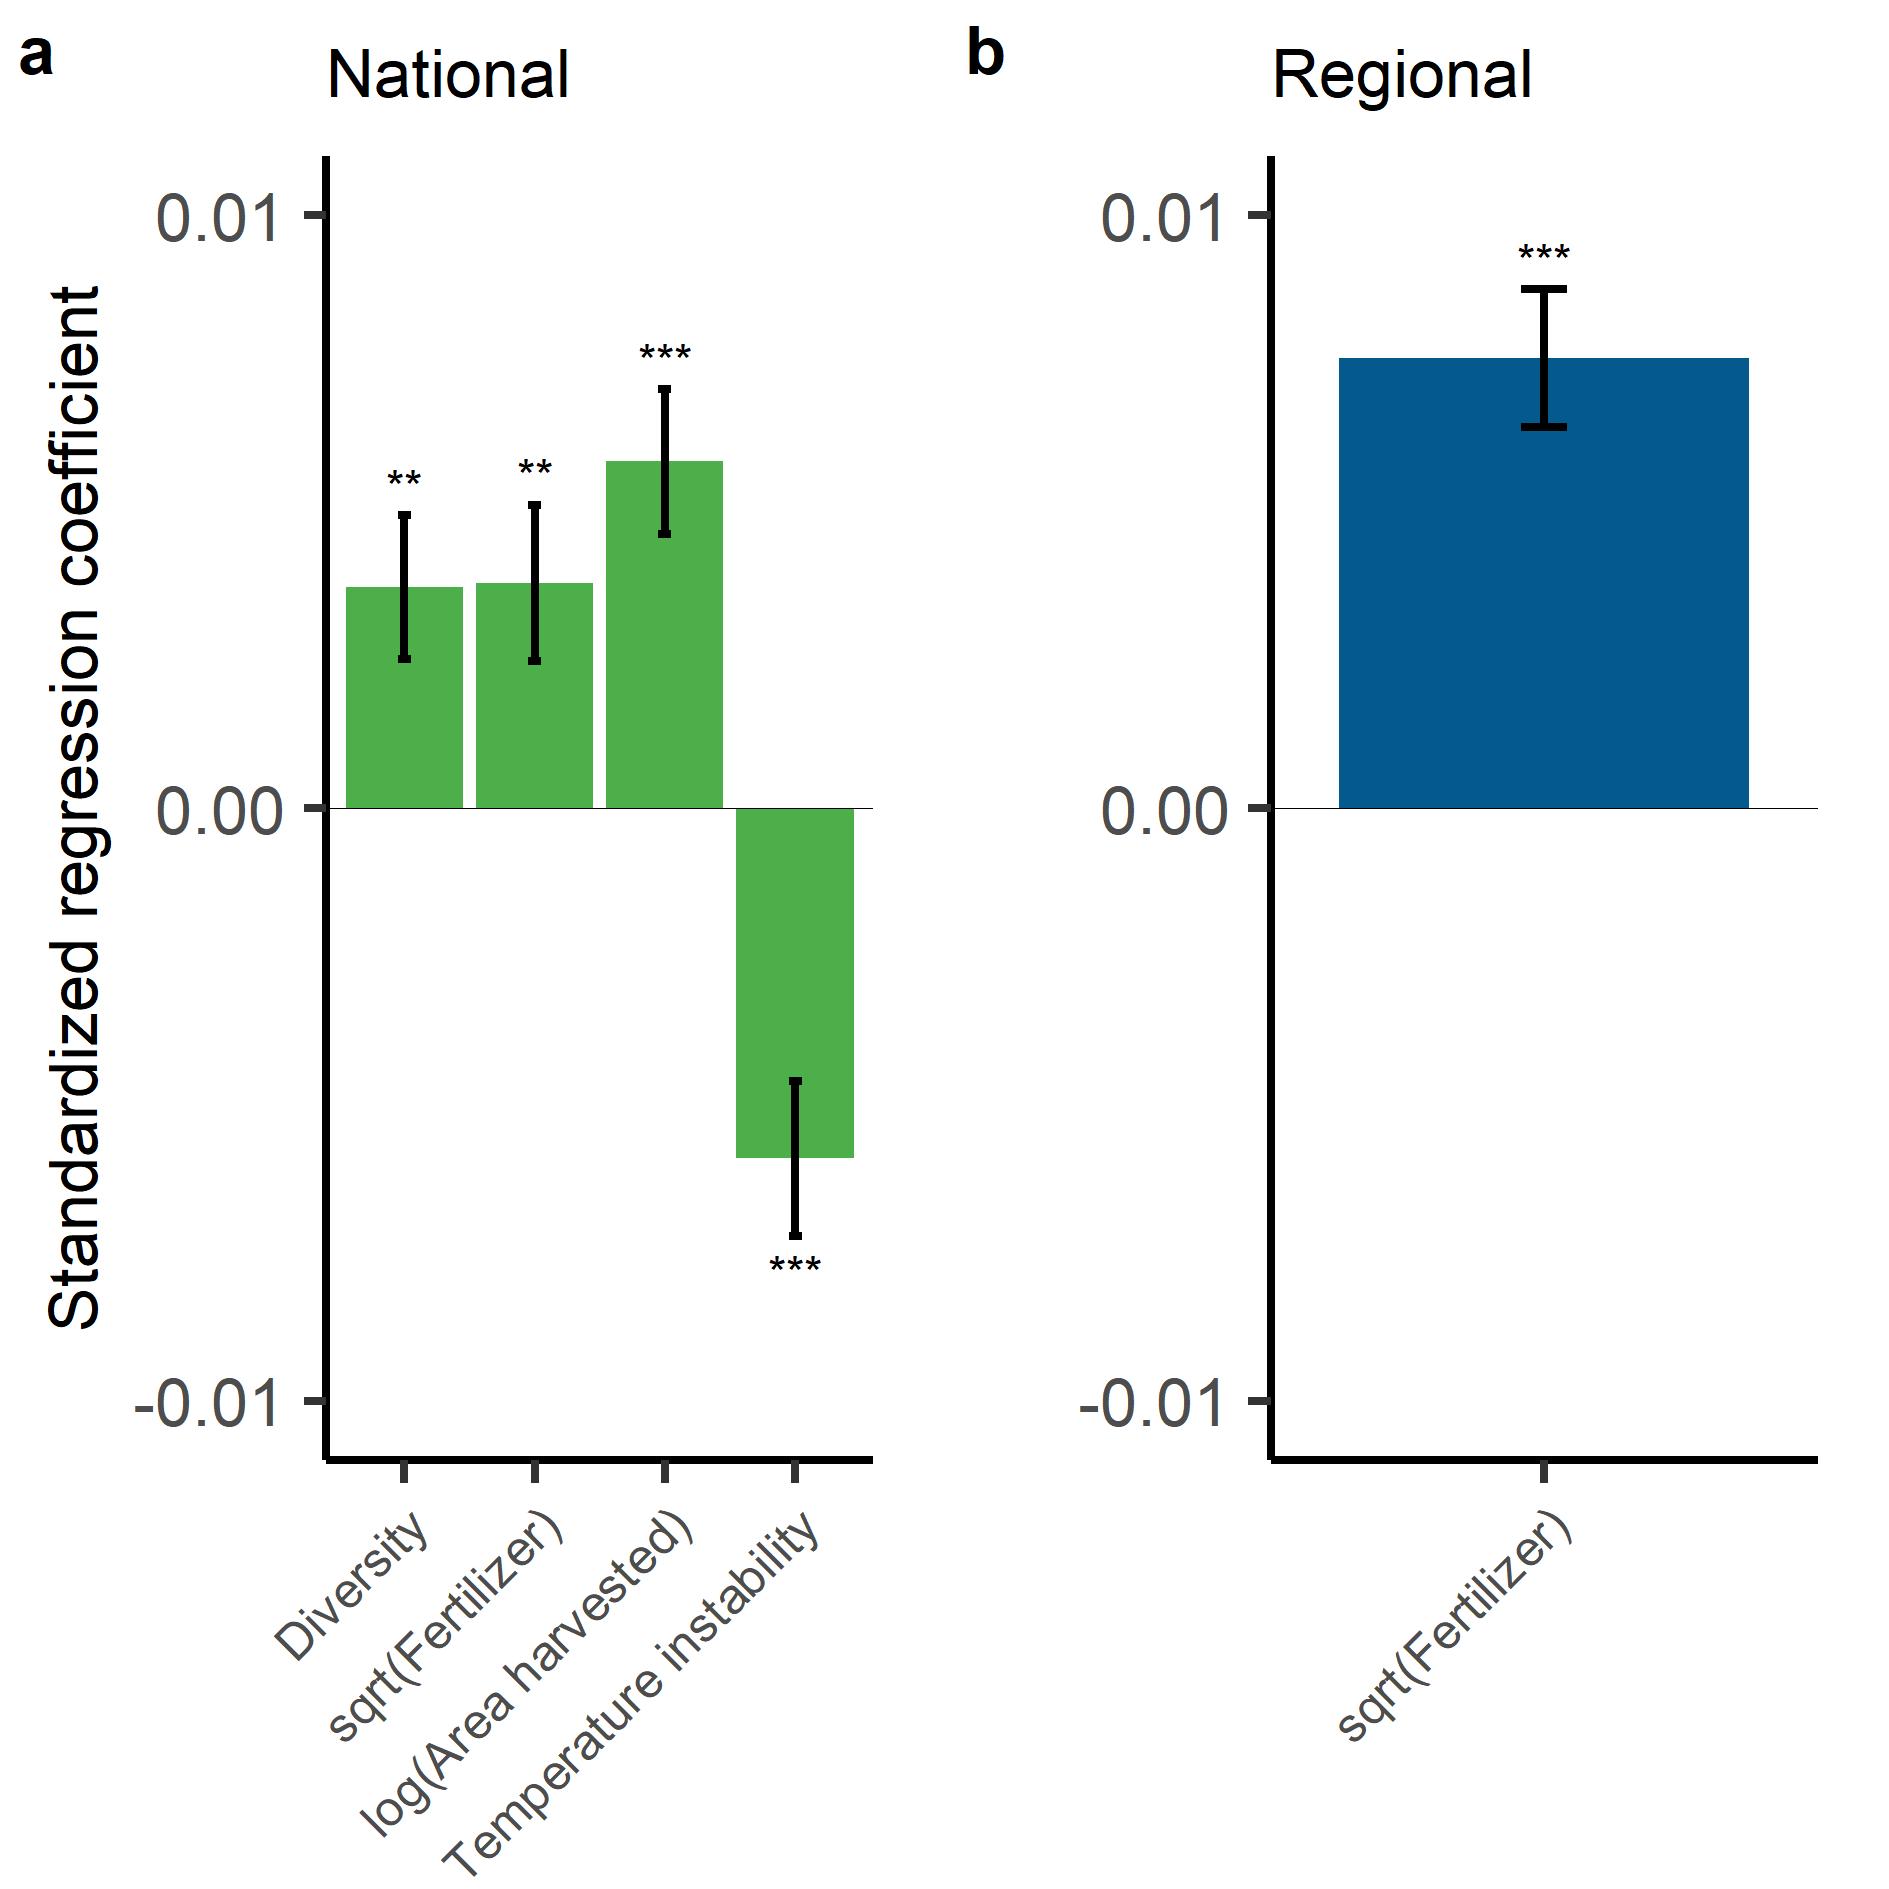 a
National
0.01
0.00
-0.01
Standardized regression coefficient
**
**
***
***
Diversity
sqrt(Fertilizer)
log(Area harvested)
Temperature instability
b
Regional
0.01
0.00
-0.01
***
sqrt(Fertilizer)